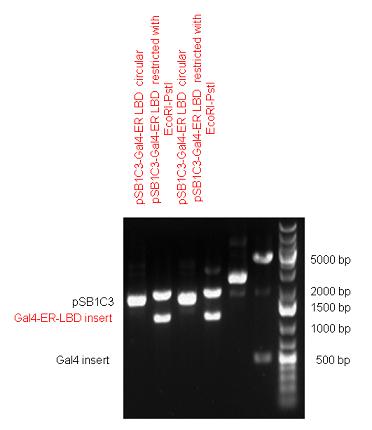 pSB1C3-Gal4-ER LBD circular
pSB1C3-Gal4-ER LBD restricted with
EcoRI-PstI
pSB1C3-Gal4-ER LBD circular
pSB1C3-Gal4-ER LBD restricted with
EcoRI-PstI
5000 bp
pSB1C3
2000 bp
1500 bp
Gal4-ER-LBD insert
1000 bp
Gal4 insert
500 bp